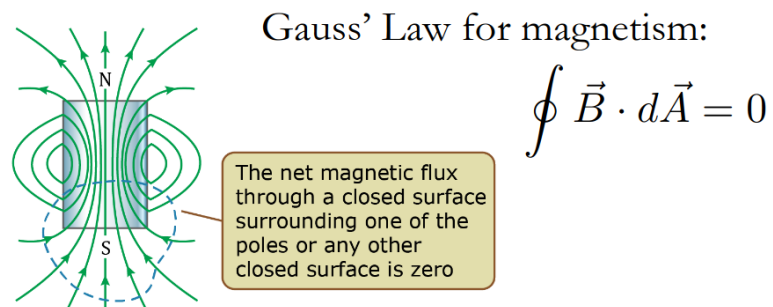 Gauss’ Law for magnetism:
∮ B⃗ · dA⃗ = 0
N
S
The net magnetic flux
through a closed surface
surrounding one of the
poles or any other
closed surface is zero